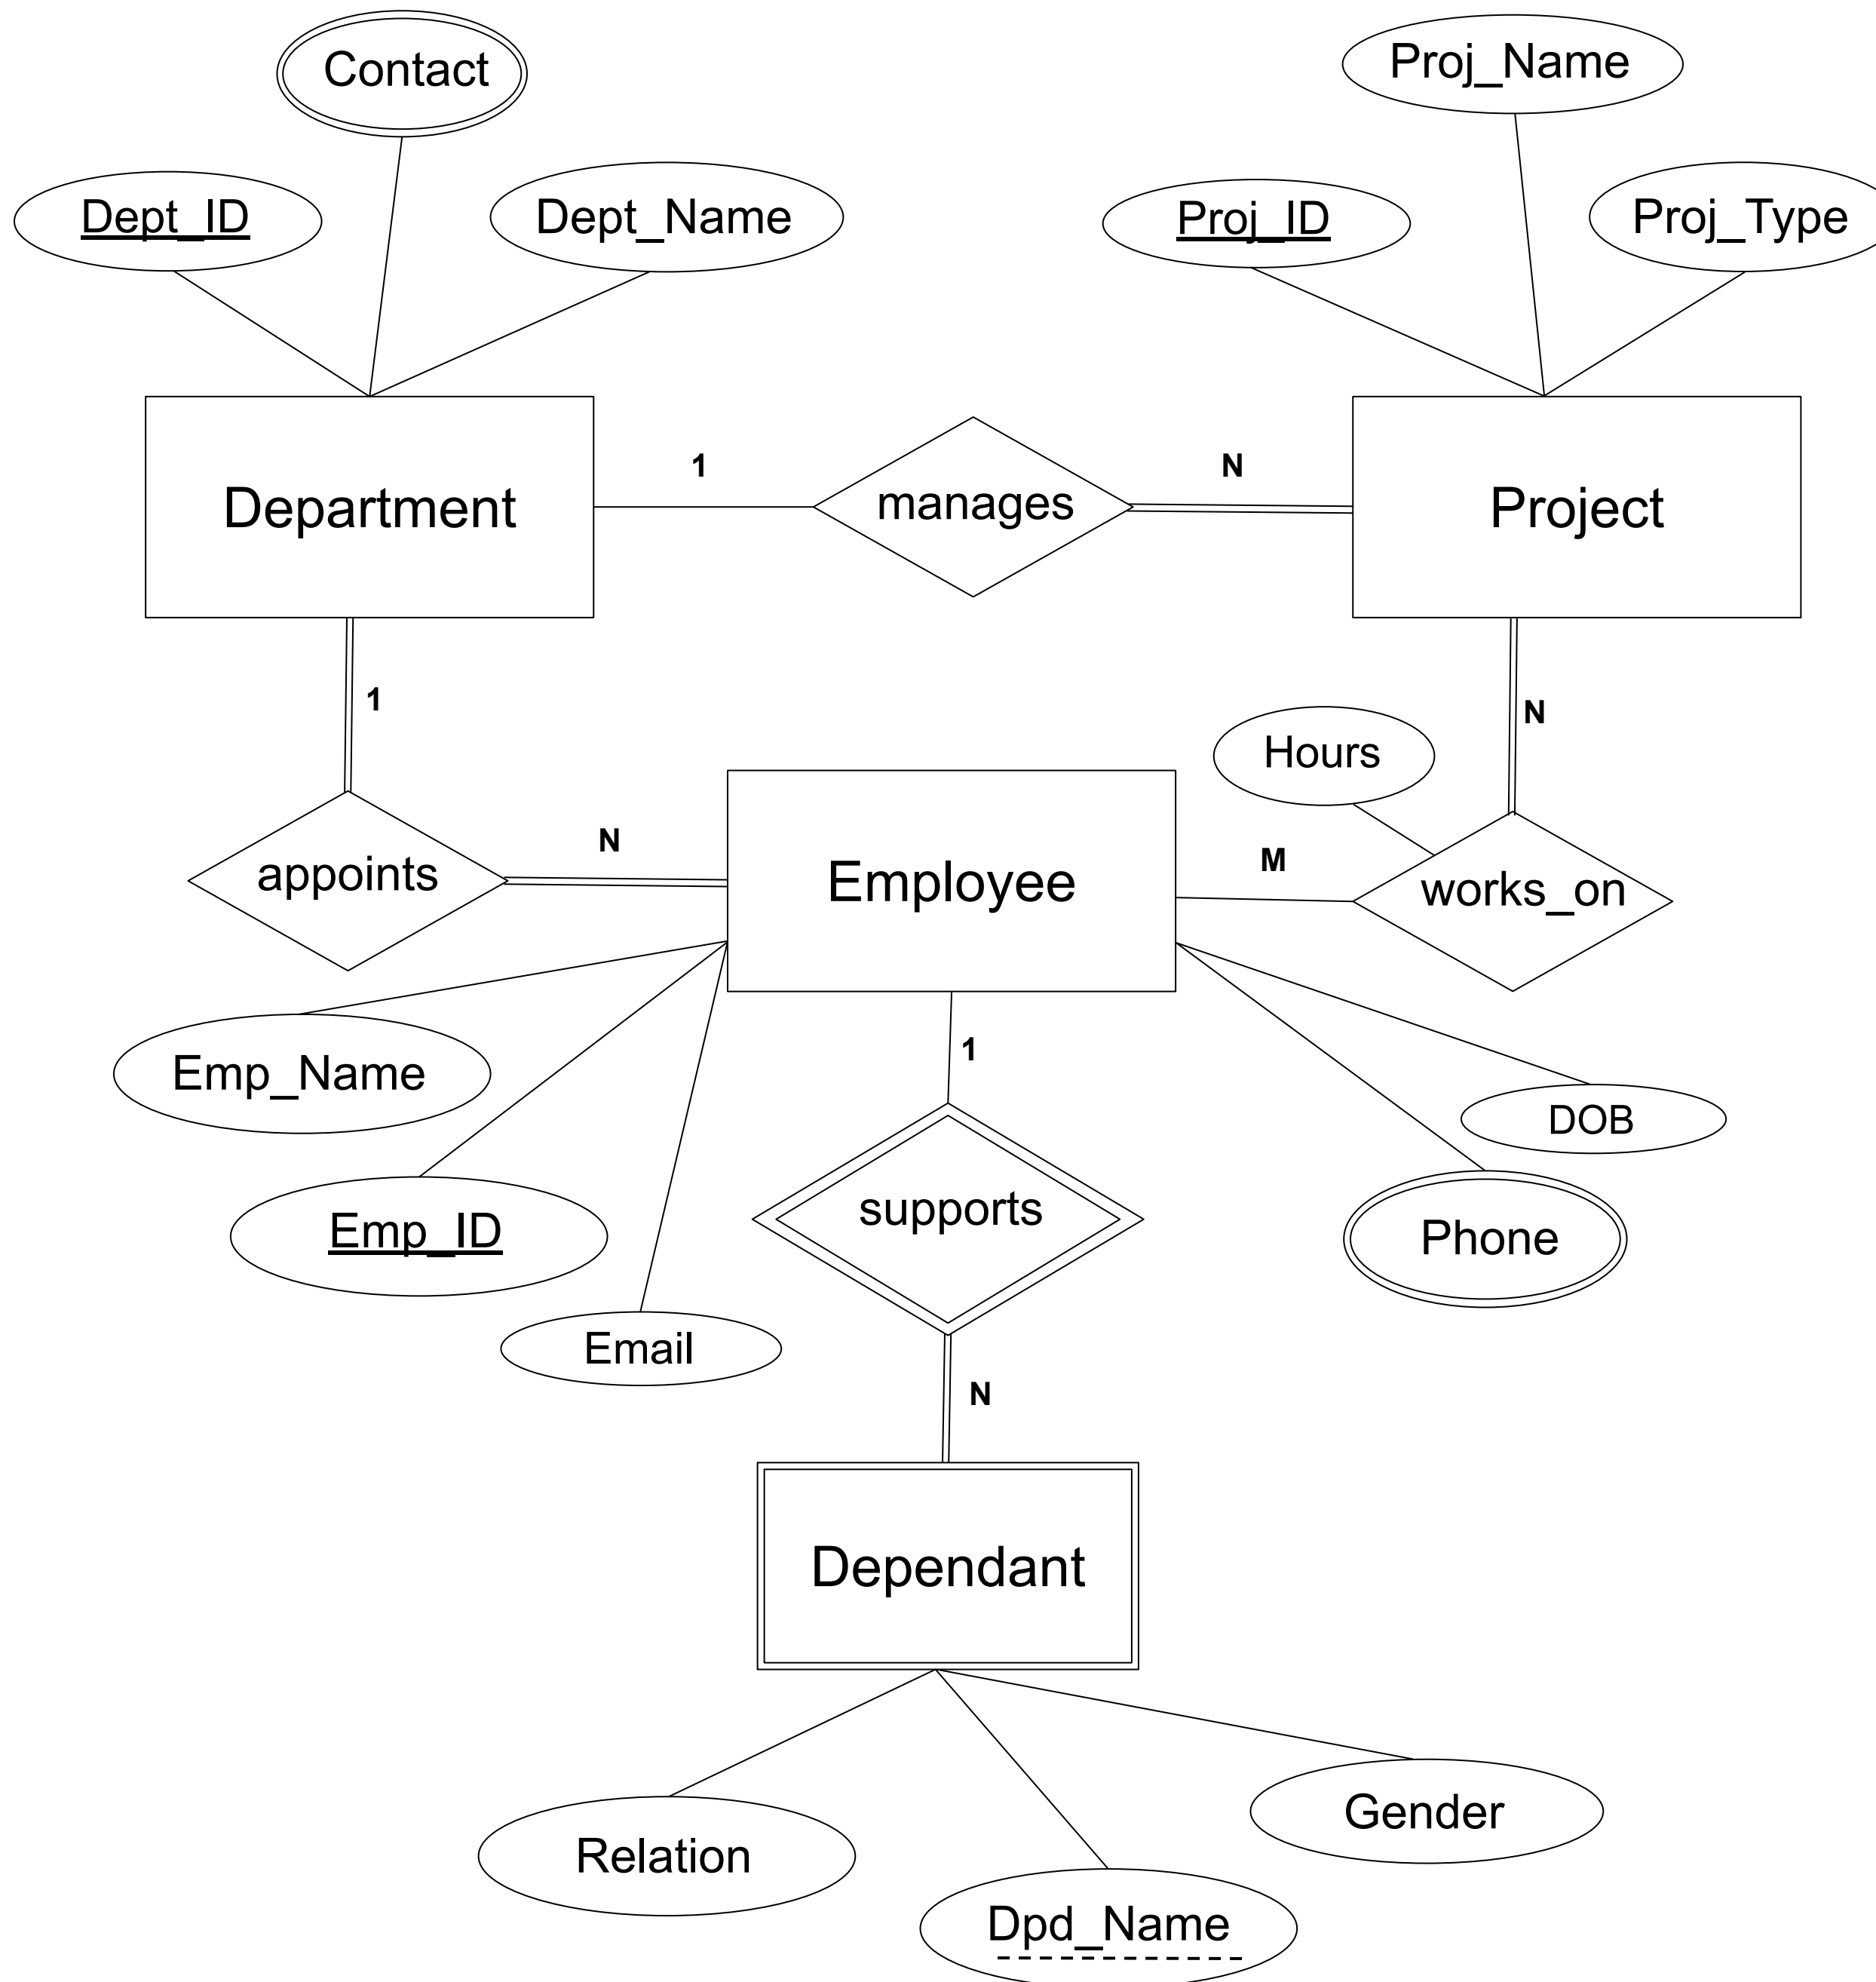 Contact
Proj_Name
Dept_ID
Dept_Name
Proj_ID
Proj_Type
Department
1
manages
N
Project
1
N
Hours
appoints
N
Employee
M
works_on
Emp_Name
1
DOB
Emp_ID
supports
Phone
Email
N
Dependant
Relation
Gender
Dpd_Name